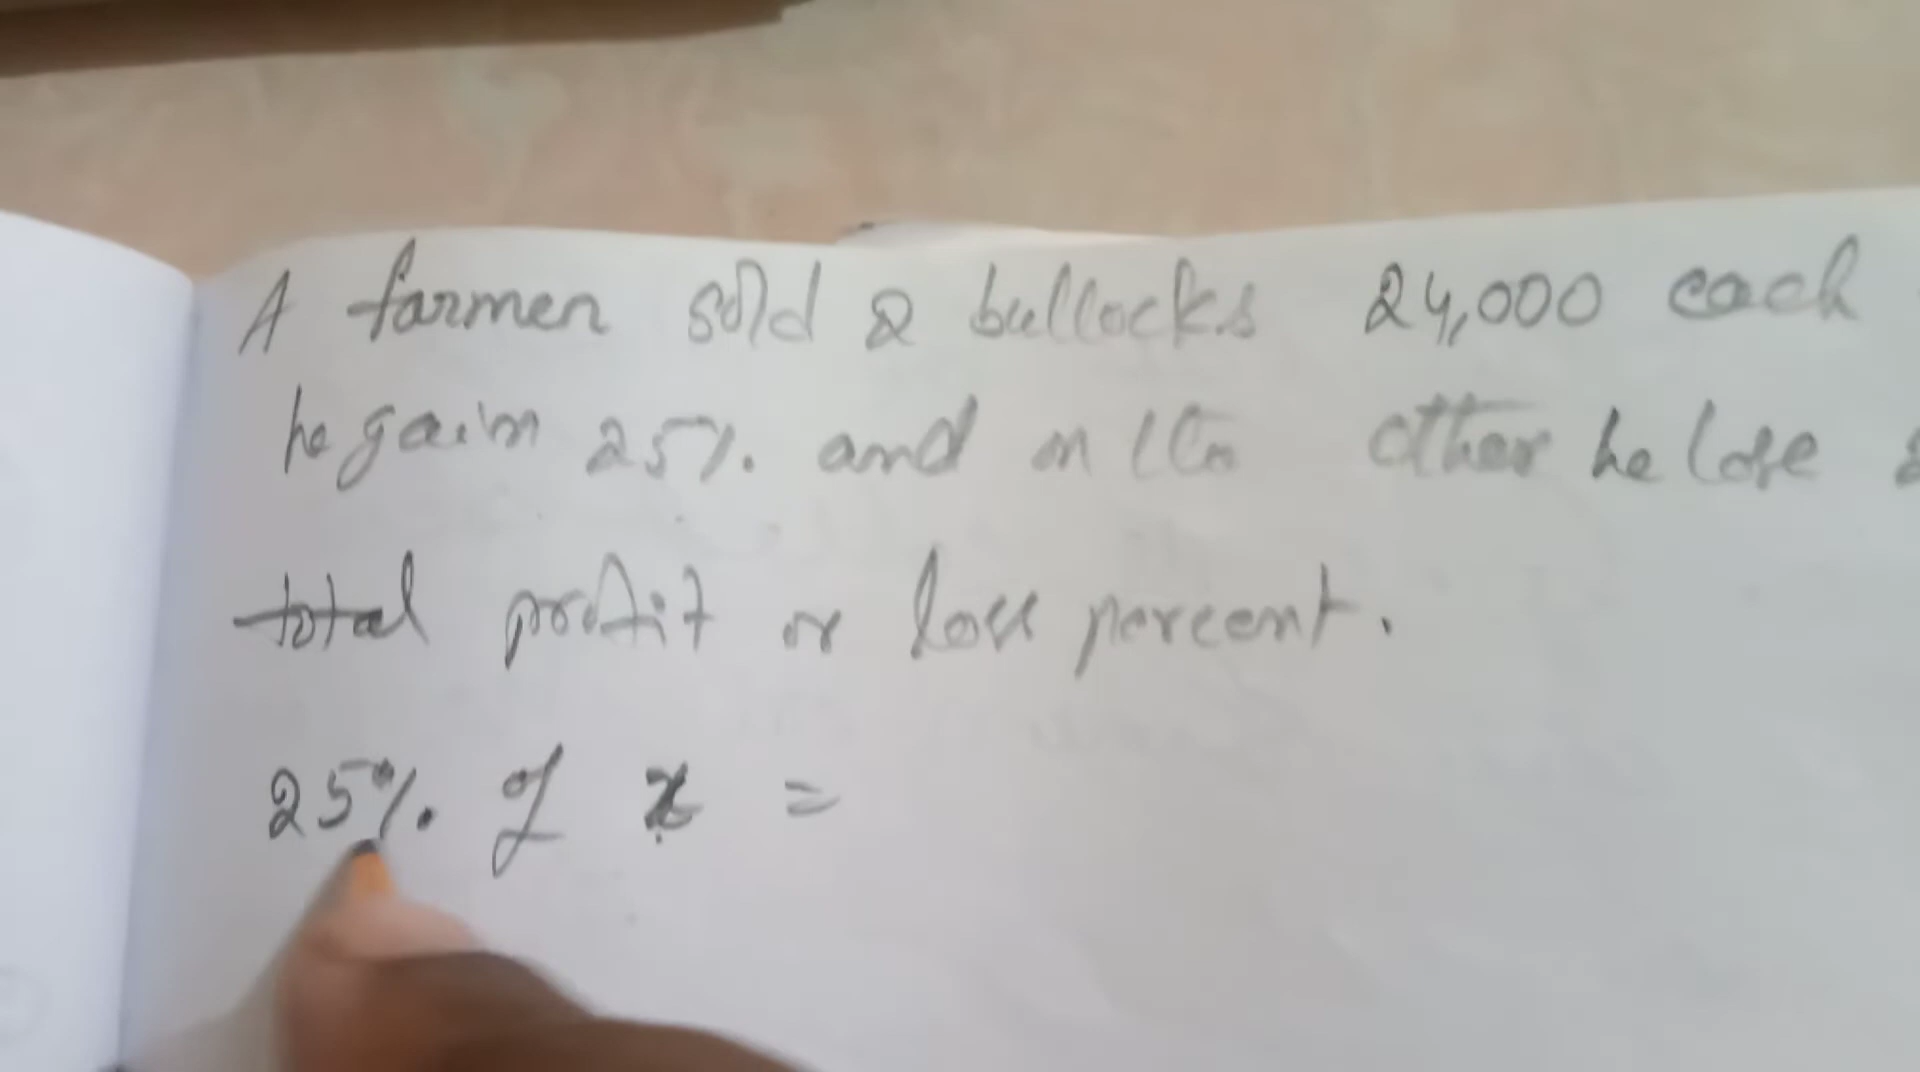 A farmer sold 2 bullocks 24,000 each
he gain 25%. and on the other he lose
total profit or loss percent.
25%. of x =